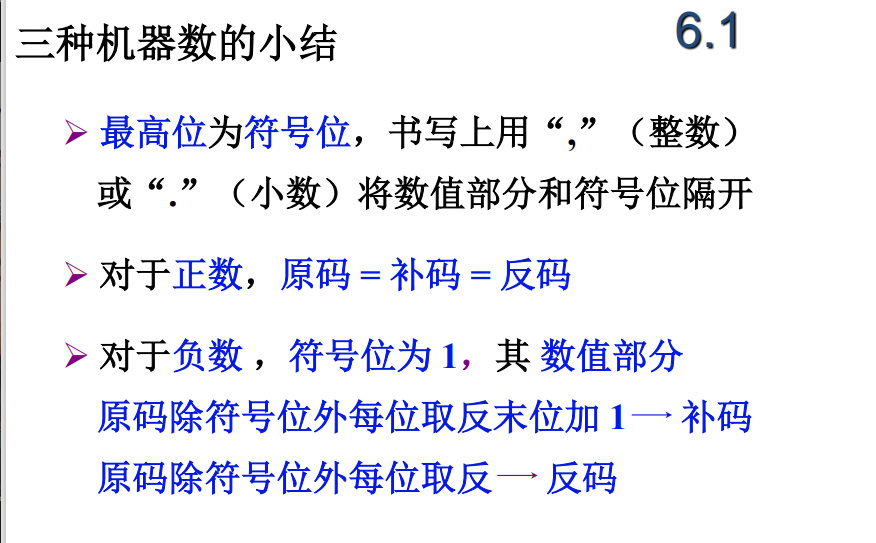 三种机器数的小结
6.1
➢ 最高位为符号位，书写上用“,”（整数）
或“.”（小数）将数值部分和符号位隔开
➢ 对于正数，原码 = 补码 = 反码
➢ 对于负数 ，符号位为 1，其 数值部分
原码除符号位外每位取反末位加 1→ 补码
原码除符号位外每位取反→ 反码